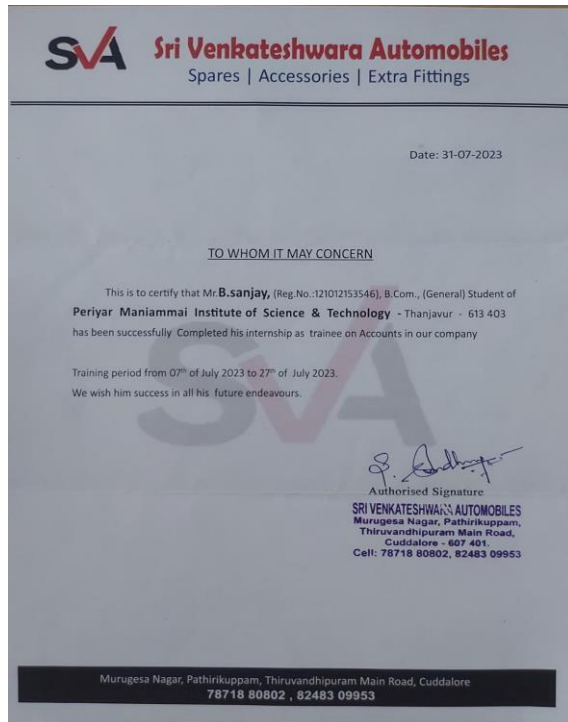 SVA Sri Venkateshwara Automobiles
Spares | Accessories | Extra Fittings
Date: 31-07-2023
TO WHOM IT MAY CONCERN
This is to certify that Mr.B.sanjay, (Reg.No.:121012153546), B.Com., (General) Student of
Periyar Maniammai Institute of Science & Technology - Thanjavur - 613 403
has been successfully Completed his internship as trainee on Accounts in our company
Training period from 07th of July 2023 to 27th of July 2023.
We wish him success in all his future endeavours.
SVA
Authorised Signature
SRI VENKATESHWARA AUTOMOBILES
Murugesa Nagar, Pathirikuppam,
Thiruvandhipuram Main Road,
Cuddalore - 607 401.
Cell: 78718 80802, 82483 09953
Murugesa Nagar, Pathirikuppam, Thiruvandhipuram Main Road, Cuddalore
78718 80802 , 82483 09953